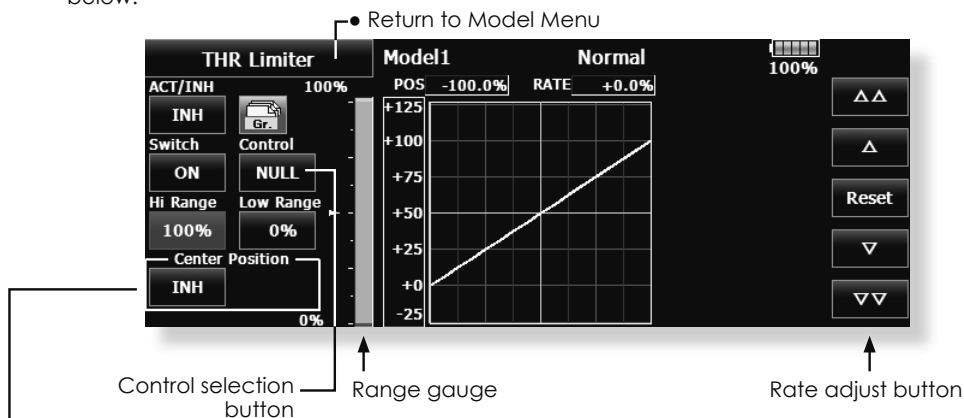 below.
● Return to Model Menu
THR Limiter
Model1 Normal
100%
ACT/INH 100%
POS -100.0% RATE +0.0%
INH Gr.
Switch Control
ON NULL
Hi Range Low Range
100% 0%
Center Position
INH
0%
+125
+100
+75
+50
+25
+0
-25
△△
△
Reset
▽
▽▽
Control selection
button
Range gauge
Rate adjust button